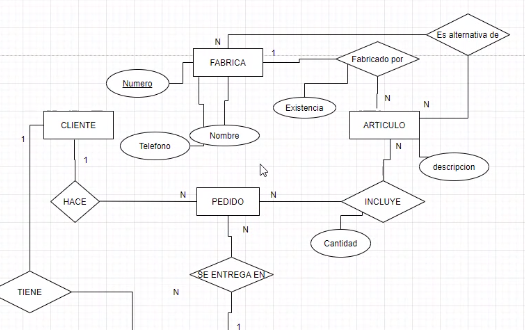 Es alternativa de
N
1
FABRICA
Fabricado por
Numero
Existencia
N
N
CLIENTE
Telefono
Nombre
ARTICULO
1
1
N
descripcion
HACE
N
PEDIDO
N
INCLUYE
N
Cantidad
SE ENTREGA EN
TIENE
N
1